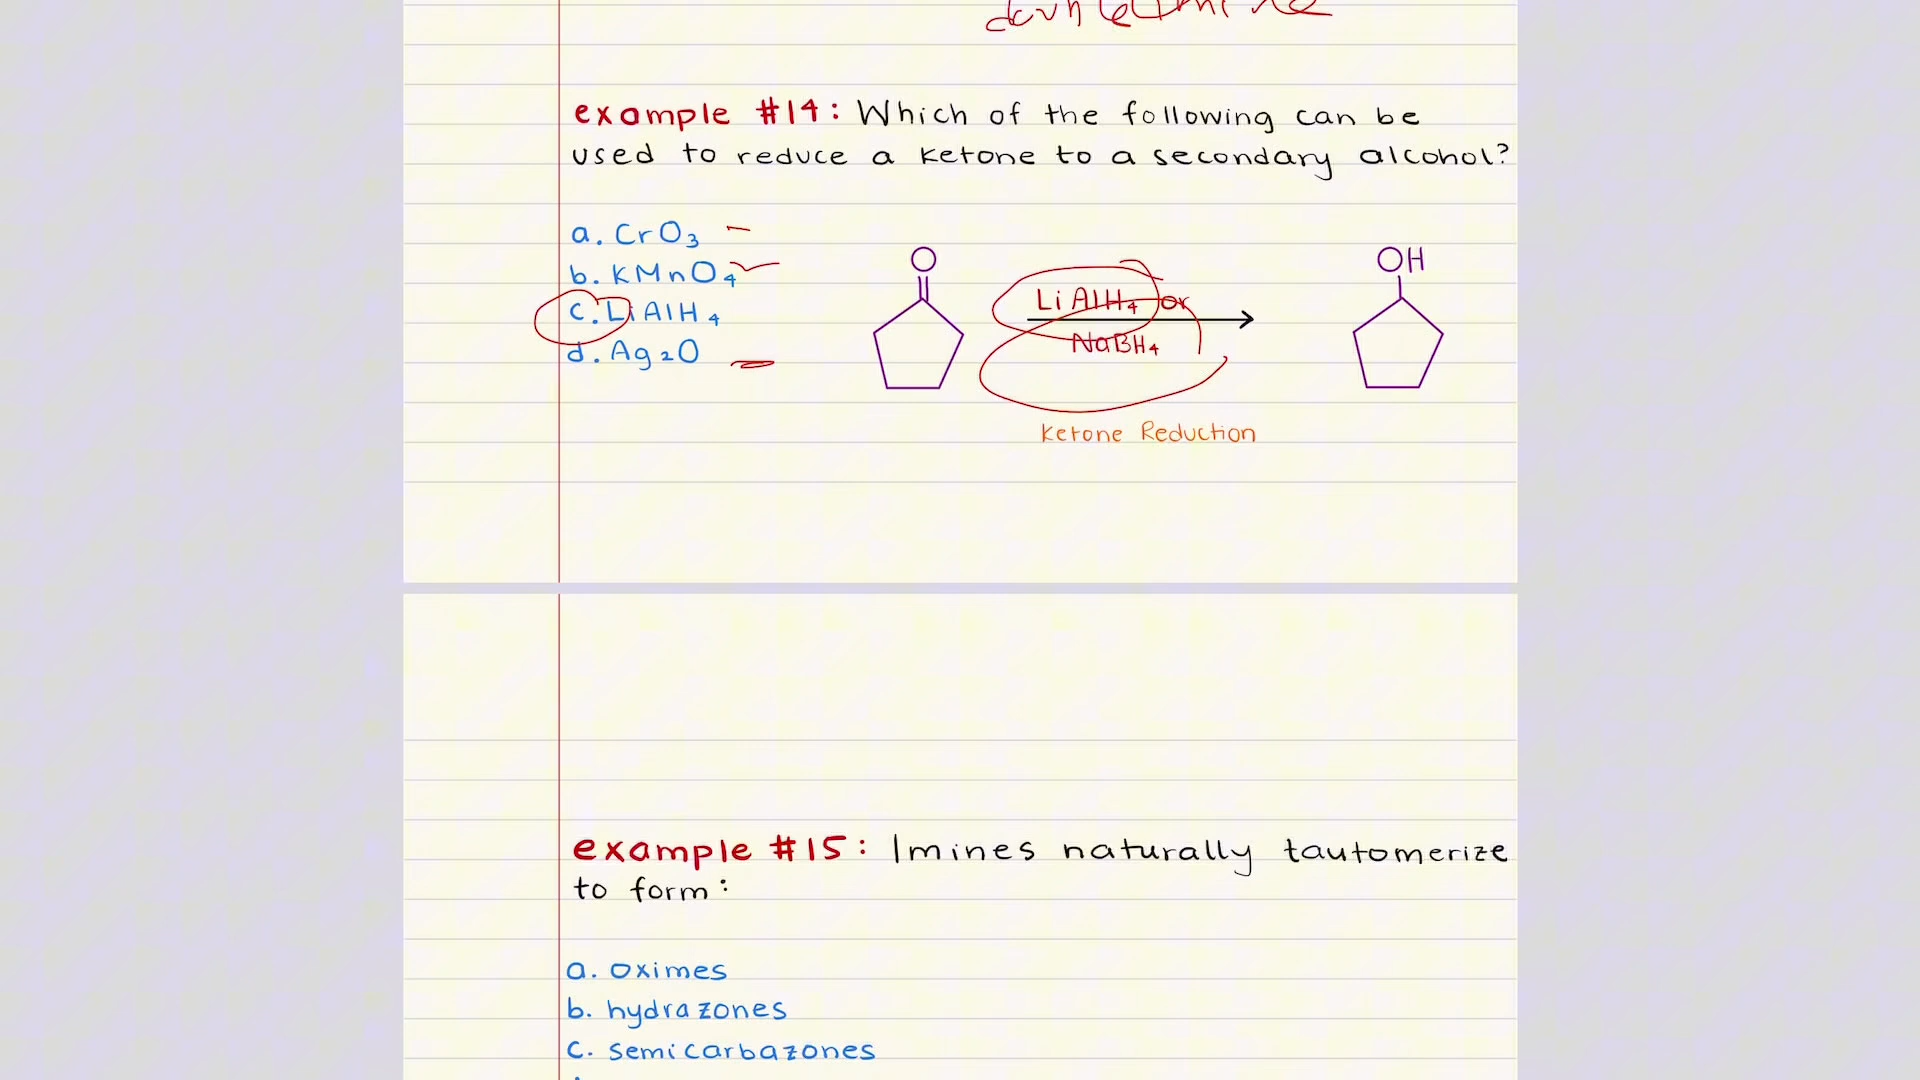 example #14: Which of the following can be
used to reduce a ketone to a secondary alcohol?
a. CrO3
b. KMnO4
c. LiAlH4
d. Ag2O
O
LiAlH4 or
NaBH4
OH
Ketone Reduction
example #15: Imines naturally tautomerize
to form:
a. oximes
b. hydrazones
c. semicarbazones